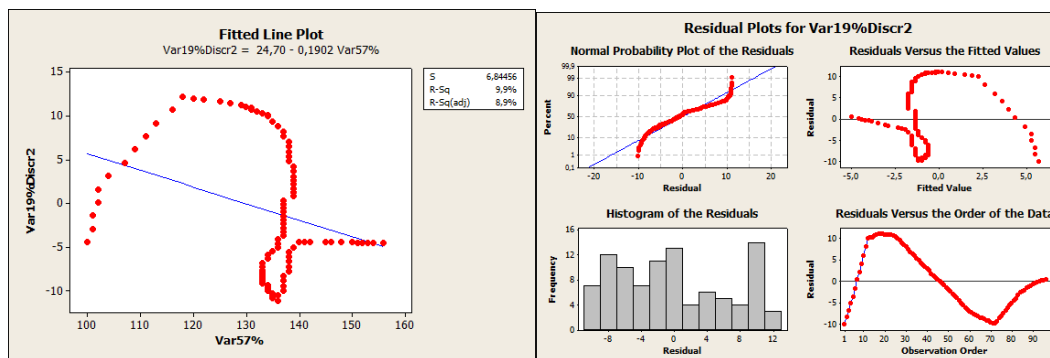 Fitted Line Plot
Var19%Discr2 = 24,70 - 0,1902 Var57%
S 6,84456
R-Sq 9,9%
R-Sq(adj) 8,9%
15
10
5
0
-5
-10
Var19%Discr2
100 110 120 130 140 150 160
Var57%
Residual Plots for Var19%Discr2
Normal Probability Plot of the Residuals
99,9
99
90
50
10
1
0,1
Percent
-20 -10 0 10 20
Residual
Residuals Versus the Fitted Values
10
5
0
-5
-10
Residual
-5,0 -2,5 0,0 2,5 5,0
Fitted Value
Histogram of the Residuals
16
12
8
4
0
Frequency
-8 -4 0 4 8 12
Residual
Residuals Versus the Order of the Data
10
5
0
-5
-10
Residual
1 10 20 30 40 50 60 70 80 90
Observation Order